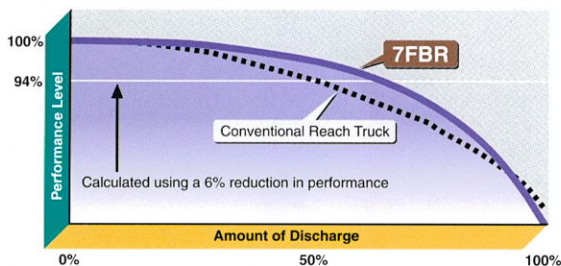 100%
7FBR
94%
Performance Level
Conventional Reach Truck
Calculated using a 6% reduction in performance
Amount of Discharge
0%
50%
100%